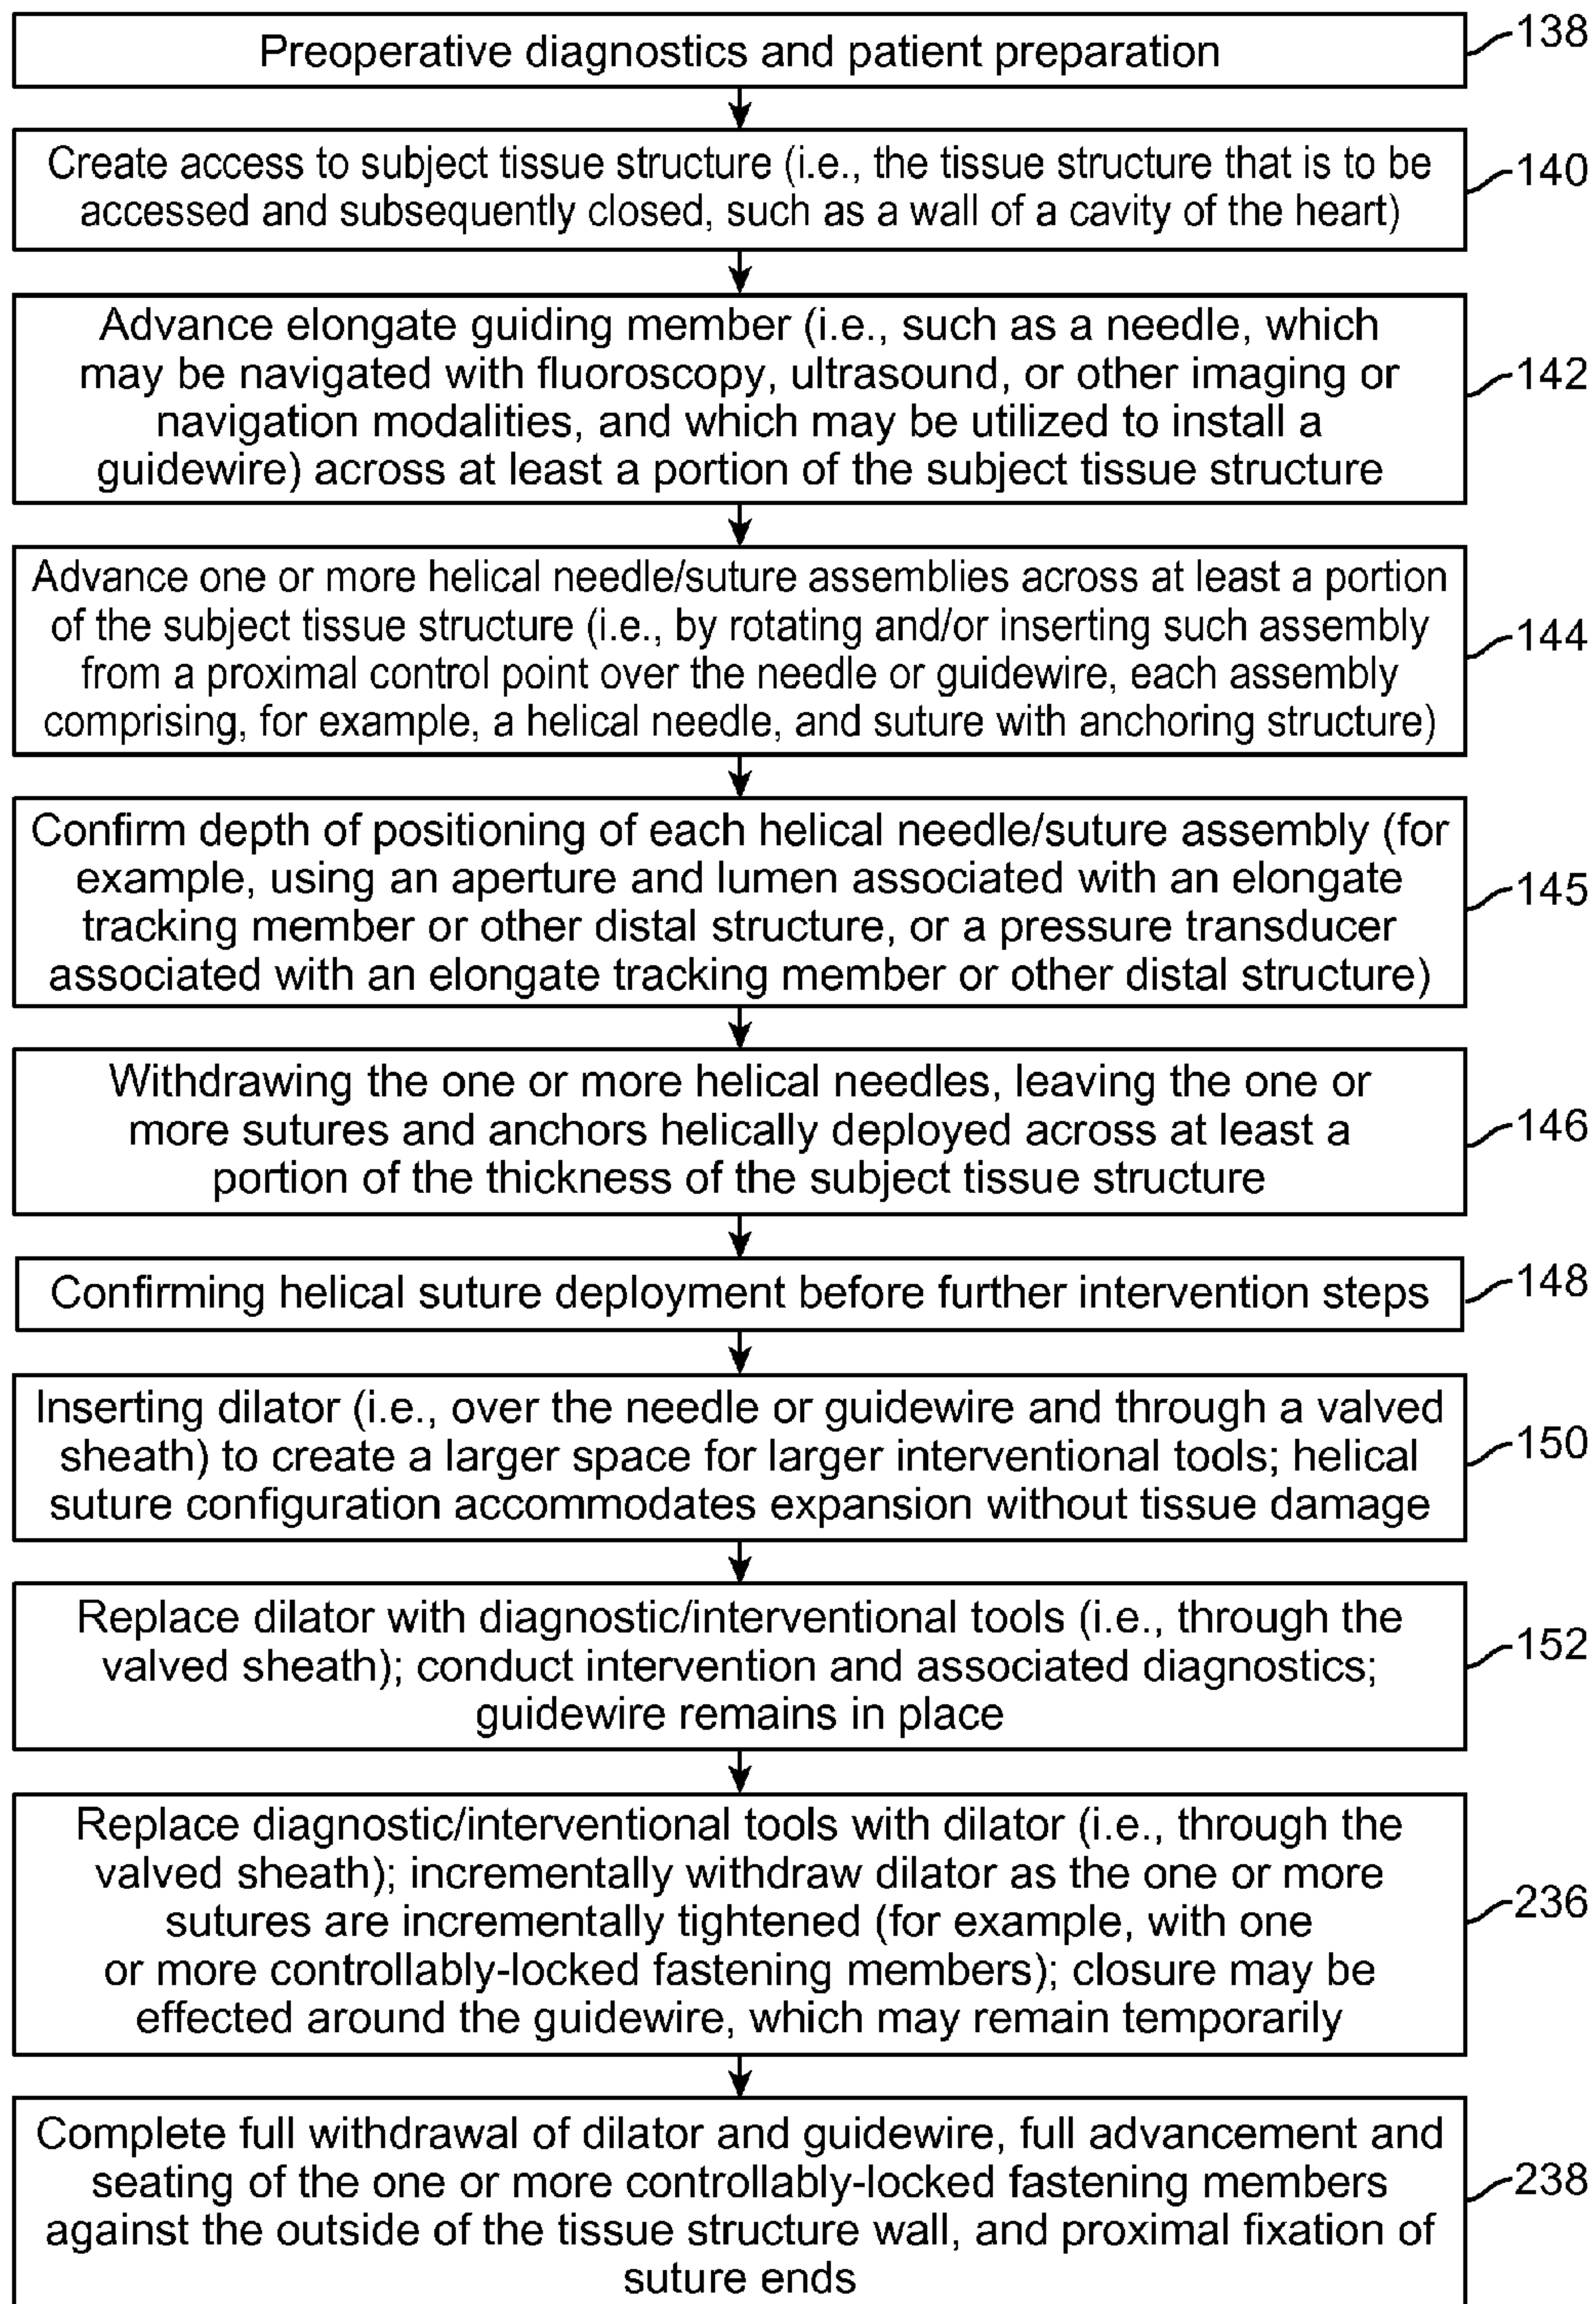 Preoperative diagnostics and patient preparation
138
Create access to subject tissue structure (i.e., the tissue structure that is to be
accessed and subsequently closed, such as a wall of a cavity of the heart)
140
Advance elongate guiding member (i.e., such as a needle, which
may be navigated with fluoroscopy, ultrasound, or other imaging or
navigation modalities, and which may be utilized to install a
guidewire) across at least a portion of the subject tissue structure
142
Advance one or more helical needle/suture assemblies across at least a portion
of the subject tissue structure (i.e., by rotating and/or inserting such assembly
from a proximal control point over the needle or guidewire, each assembly
comprising, for example, a helical needle, and suture with anchoring structure)
144
Confirm depth of positioning of each helical needle/suture assembly (for
example, using an aperture and lumen associated with an elongate
tracking member or other distal structure, or a pressure transducer
associated with an elongate tracking member or other distal structure)
145
Withdrawing the one or more helical needles, leaving the one or
more sutures and anchors helically deployed across at least a
portion of the thickness of the subject tissue structure
146
Confirming helical suture deployment before further intervention steps
148
Inserting dilator (i.e., over the needle or guidewire and through a valved
sheath) to create a larger space for larger interventional tools; helical
suture configuration accommodates expansion without tissue damage
150
Replace dilator with diagnostic/interventional tools (i.e., through the
valved sheath); conduct intervention and associated diagnostics;
guidewire remains in place
152
Replace diagnostic/interventional tools with dilator (i.e., through the
valved sheath); incrementally withdraw dilator as the one or more
sutures are incrementally tightened (for example, with one
or more controllably-locked fastening members); closure may be
effected around the guidewire, which may remain temporarily
236
Complete full withdrawal of dilator and guidewire, full advancement and
seating of the one or more controllably-locked fastening members
against the outside of the tissue structure wall, and proximal fixation of
suture ends
238